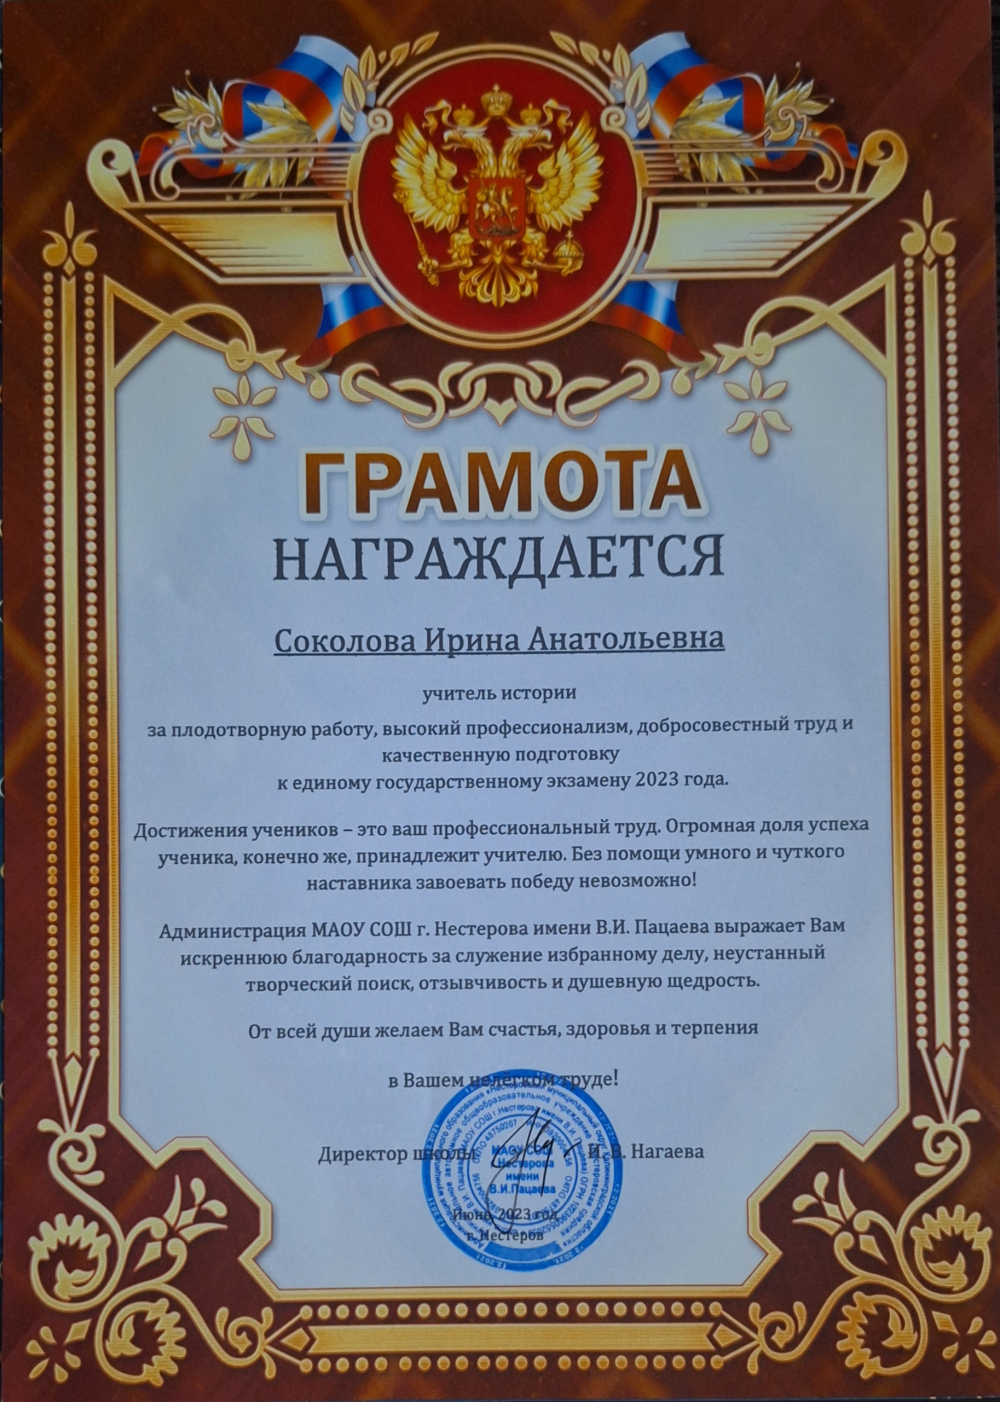 ГРАМОТА
НАГРАЖДАЕТСЯ
Соколова Ирина Анатольевна
учитель истории
за плодотворную работу, высокий профессионализм, добросовестный труд и
качественную подготовку
к единому государственному экзамену 2023 года.
Достижения учеников – это ваш профессиональный труд. Огромная доля успеха
ученика, конечно же, принадлежит учителю. Без помощи умного и чуткого
наставника завоевать победу невозможно!
Администрация МАОУ СОШ г. Нестерова имени В.И. Пацаева выражает Вам
искреннюю благодарность за служение избранному делу, неустанный
творческий поиск, отзывчивость и душевную щедрость.
От всей души желаем Вам счастья, здоровья и терпения
в Вашем нелёгком труде!
Директор школы И. В. Нагаева
МАОУ СОШ
г. Нестерова
имени
В.И.Пацаева
Июнь, 2023 год
г. Нестеров